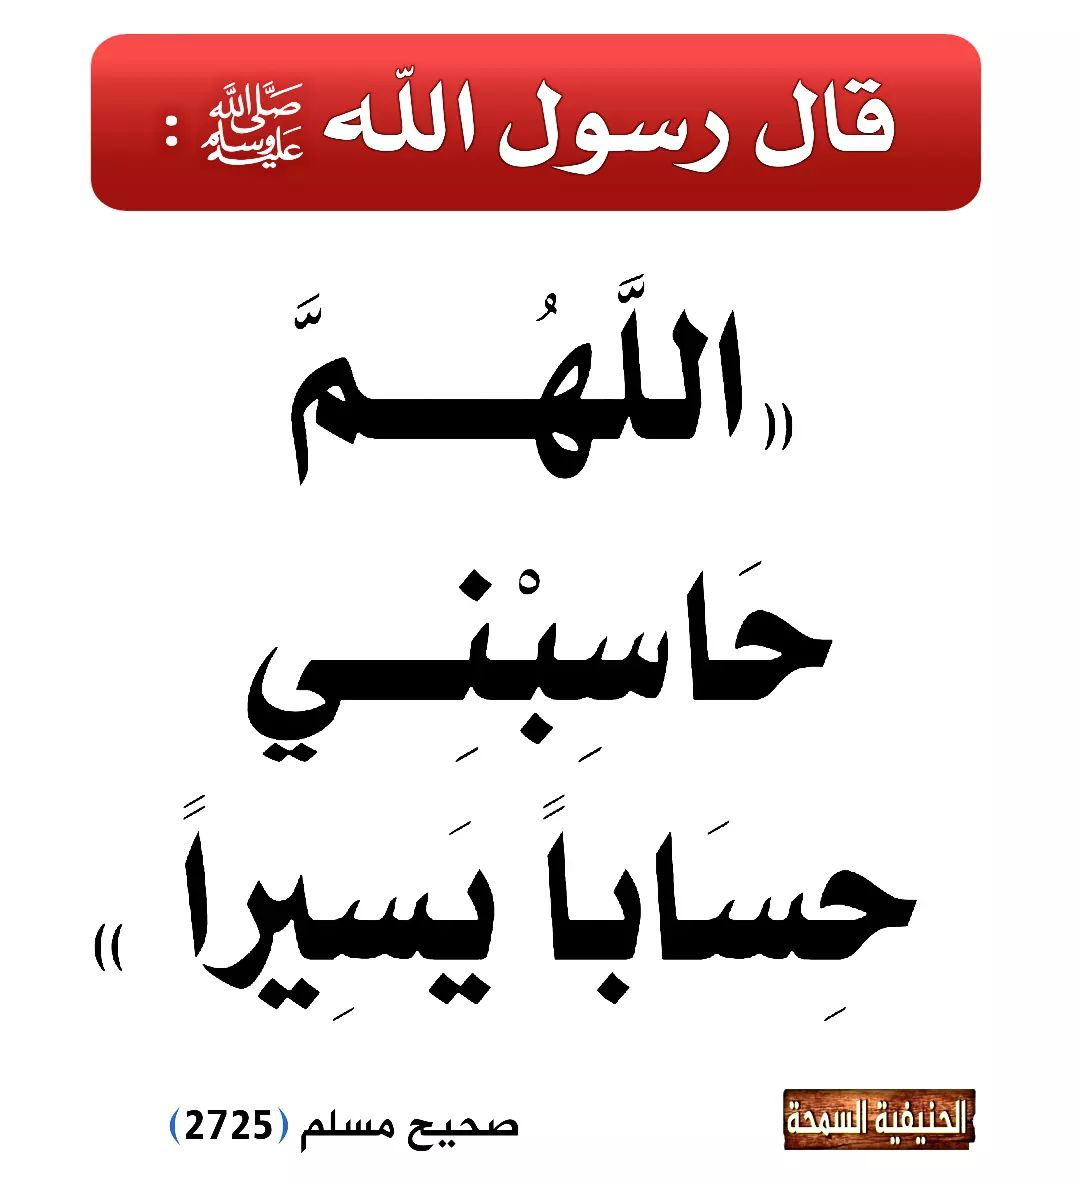 قال رسول الله ﷺ :
(( اللَّهُمَّ
حَاسِبْنِي
حِسَاباً يَسِيراً ))
صحيح مسلم (2725)
الحنيفية السمحة